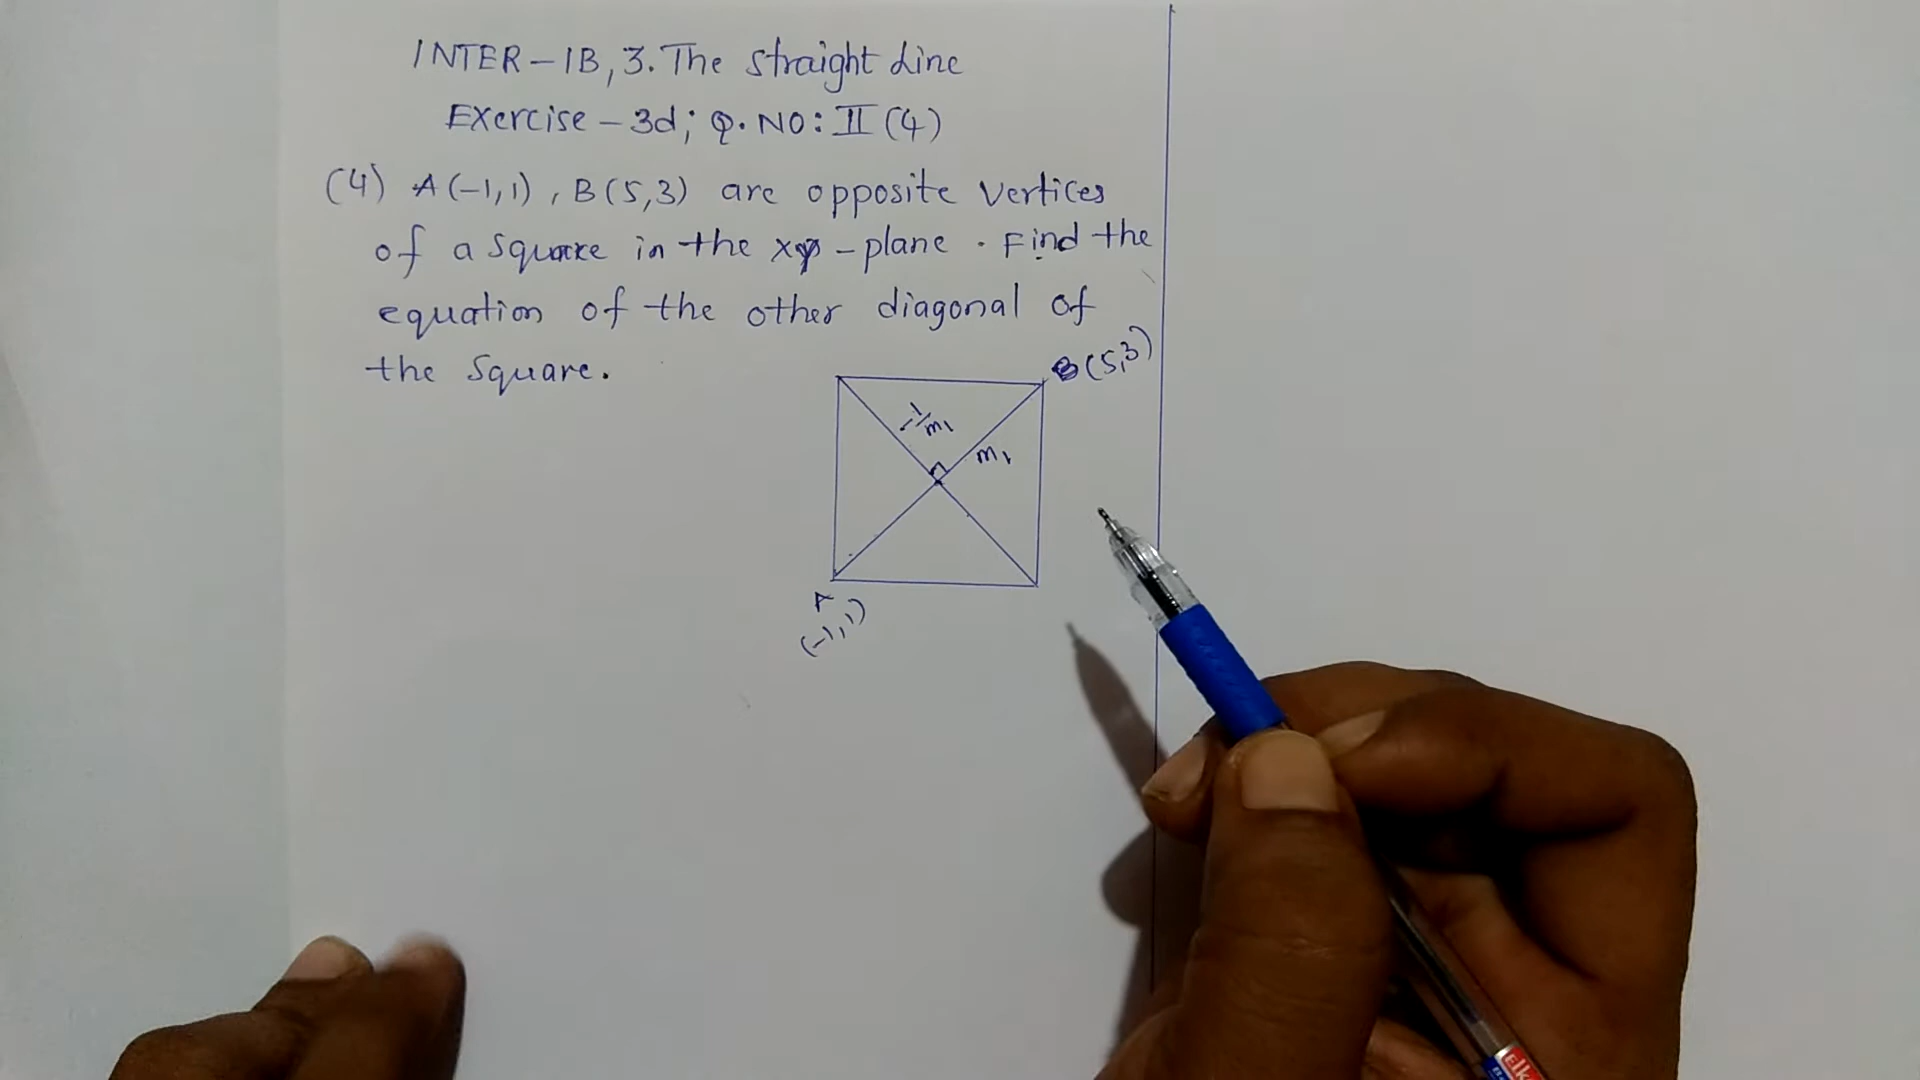 INTER-IB, 3. The Straight Line
Exercise - 3d; Q. NO: II (4)
(4) A(-1,1), B(5,3) are opposite vertices
of a square in the xy-plane. Find the
equation of the other diagonal of
the square.
B(5,3)
-1/m1
m1
A
(-1,1)
Elk